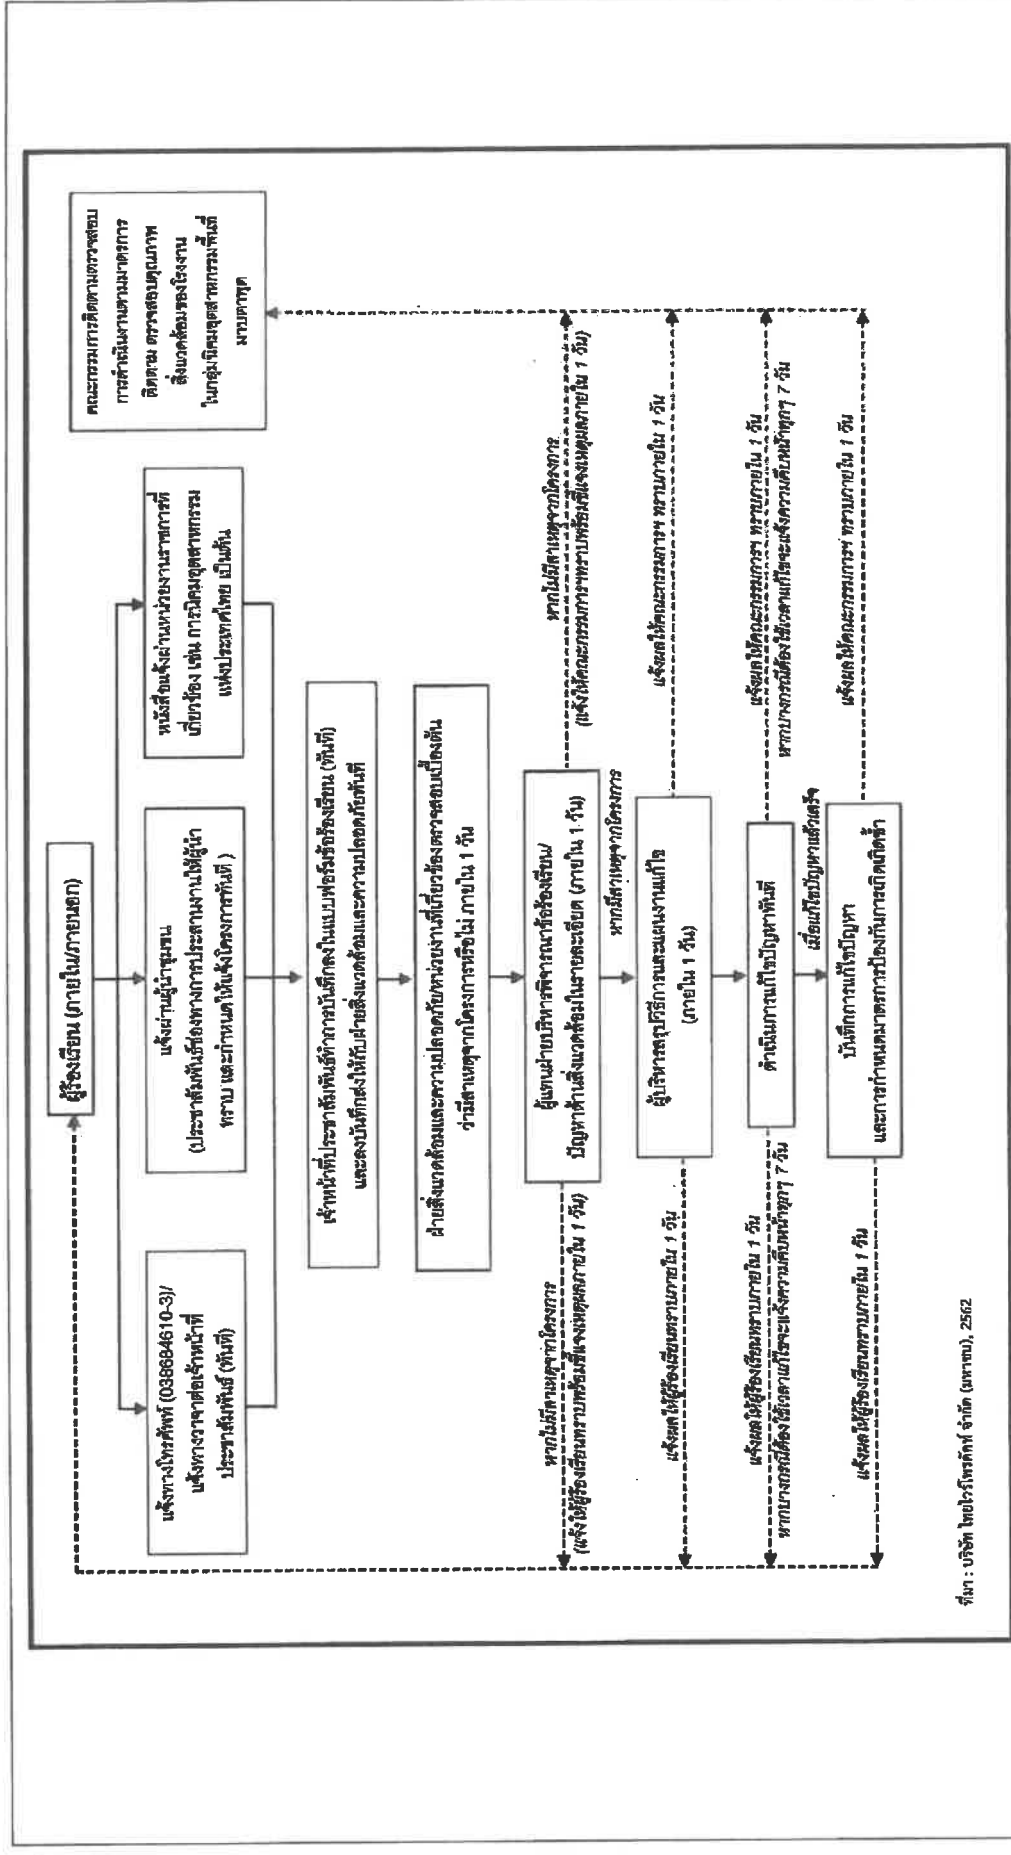 ผู้ร้องเรียน (ภายใน/ภายนอก)
แจ้งทางโทรศัพท์ (038684610-3)/
แจ้งทางวาจาต่อเจ้าหน้าที่
ประชาสัมพันธ์ (ทันที)
แจ้งผ่านผู้นำชุมชน
(ประชาสัมพันธ์ช่องทางการประสานงานให้ผู้นำ
ทราบ และกำหนดให้แจ้งโครงการทันที )
หนังสือแจ้งผ่านหน่วยงานราชการที่
เกี่ยวข้อง เช่น การนิคมอุตสาหกรรม
แห่งประเทศไทย เป็นต้น
คณะกรรมการติดตามตรวจสอบ
การดำเนินงานตามมาตรการ
ติดตาม ตรวจสอบคุณภาพ
สิ่งแวดล้อมของโรงงาน
ในกลุ่มนิคมอุตสาหกรรมพื้นที่
มาบตาพุด
เจ้าหน้าที่ประชาสัมพันธ์ทำการบันทึกลงในแบบฟอร์มข้อร้องเรียน (ทันที)
และลงบันทึกส่งให้กับฝ่ายสิ่งแวดล้อมและความปลอดภัยทันที
ฝ่ายสิ่งแวดล้อมและความปลอดภัย/หน่วยงานที่เกี่ยวข้องตรวจสอบเบื้องต้น
ว่ามีสาเหตุจากโครงการหรือไม่ ภายใน 1 วัน
หากไม่มีสาเหตุจากโครงการ
(แจ้งให้ผู้ร้องเรียนทราบพร้อมชี้แจงเหตุผลภายใน 1 วัน)
ผู้แทนฝ่ายบริหารพิจารณาข้อร้องเรียน/
ปัญหาด้านสิ่งแวดล้อมในรายละเอียด (ภายใน 1 วัน)
หากไม่มีสาเหตุจากโครงการ
(แจ้งให้คณะกรรมการฯทราบพร้อมชี้แจงเหตุผลภายใน 1 วัน)
หากมีสาเหตุจากโครงการ
แจ้งผลให้ผู้ร้องเรียนทราบภายใน 1 วัน
ผู้บริหารสรุปวิธีการและแผนงานแก้ไข
(ภายใน 1 วัน)
แจ้งผลให้คณะกรรมการฯ ทราบภายใน 1 วัน
แจ้งผลให้ผู้ร้องเรียนทราบภายใน 1 วัน
หากบางกรณีต้องใช้เวลาแก้ไขจะแจ้งความคืบหน้าทุกๆ 7 วัน
ดำเนินการแก้ไขปัญหาทันที
แจ้งผลให้คณะกรรมการฯ ทราบภายใน 1 วัน
หากบางกรณีต้องใช้เวลาแก้ไขจะแจ้งความคืบหน้าทุกๆ 7 วัน
เมื่อแก้ไขปัญหาแล้วเสร็จ
แจ้งผลให้ผู้ร้องเรียนทราบภายใน 1 วัน
บันทึกการแก้ไขปัญหา
และการกำหนดมาตรการป้องกันการเกิดซ้ำ
แจ้งผลให้คณะกรรมการฯ ทราบภายใน 1 วัน
ที่มา : บริษัท ไทยไวร์โพรดัคท์ จำกัด (มหาชน), 2562